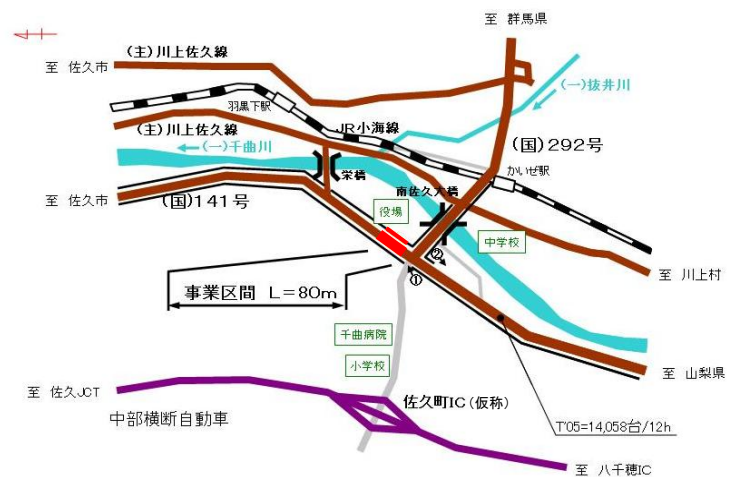 至 群馬県
(主)川上佐久線
至 佐久市
(一)抜井川
羽黒下駅
(主)川上佐久線
JR小海線
(国)292号
(一)千曲川
栄橋
かいぜ駅
南佐久大橋
至 佐久市
(国)141号
役場
中学校
②
①
至 川上村
事業区間 L=80m
千曲病院
小学校
至 山梨県
至 佐久JCT
佐久町IC(仮称)
中部横断自動車
T'05=14,058台/12h
至 八千穂IC